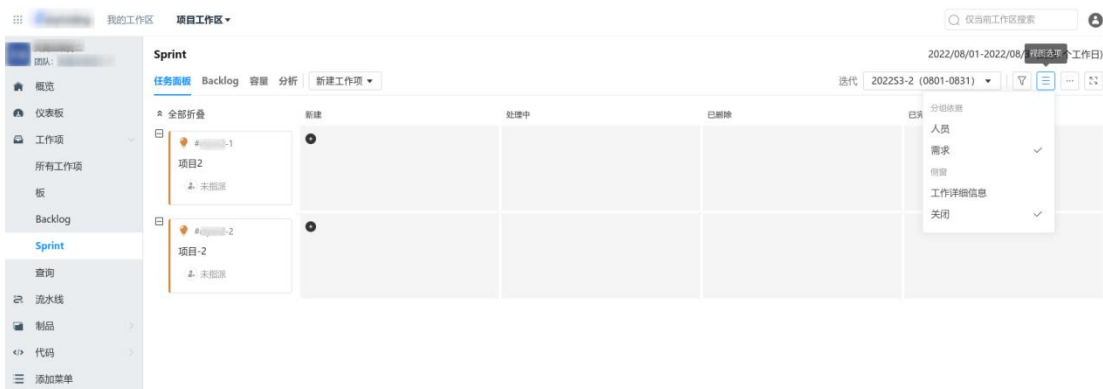 我的工作区 项目工作区 仅当前工作区搜索
团队:
Sprint 2022/08/01-2022/08/ 视图选项 个工作日)
任务面板 Backlog 容量 分析 新建工作项 迭代 2022S3-2 (0801-0831) ...
概览
仪表板
工作项
所有工作项
板
Backlog
Sprint
查询
流水线
制品
代码
添加菜单
全部折叠 新建 处理中 已删除
# -1
项目2
未指派
# -2
项目-2
未指派
分组依据
人员
需求
侧窗
工作详细信息
关闭